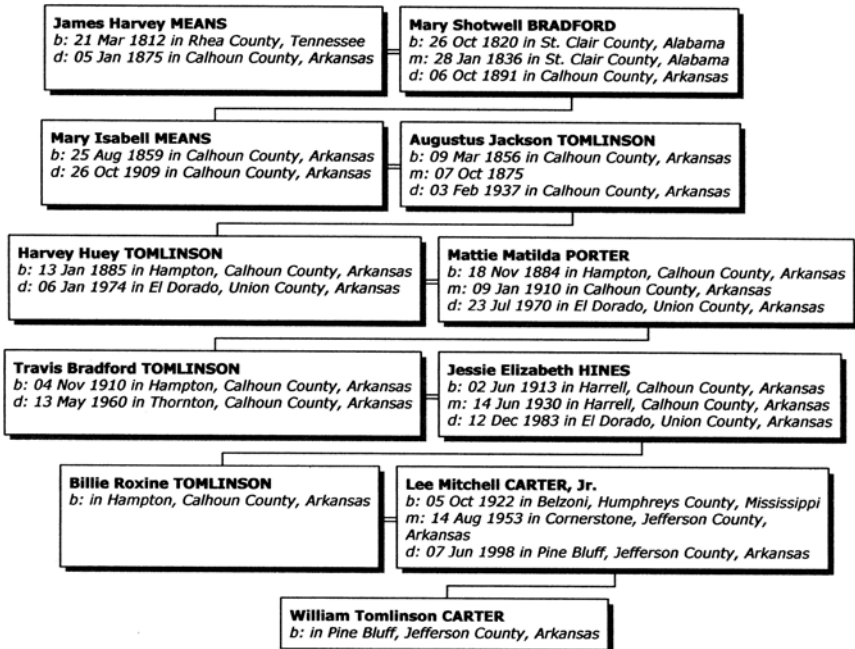 James Harvey MEANS
b: 21 Mar 1812 in Rhea County, Tennessee
d: 05 Jan 1875 in Calhoun County, Arkansas
Mary Shotwell BRADFORD
b: 26 Oct 1820 in St. Clair County, Alabama
m: 28 Jan 1836 in St. Clair County, Alabama
d: 06 Oct 1891 in Calhoun County, Arkansas
Mary Isabell MEANS
b: 25 Aug 1859 in Calhoun County, Arkansas
d: 26 Oct 1909 in Calhoun County, Arkansas
Augustus Jackson TOMLINSON
b: 09 Mar 1856 in Calhoun County, Arkansas
m: 07 Oct 1875
d: 03 Feb 1937 in Calhoun County, Arkansas
Harvey Huey TOMLINSON
b: 13 Jan 1885 in Hampton, Calhoun County, Arkansas
d: 06 Jan 1974 in El Dorado, Union County, Arkansas
Mattie Matilda PORTER
b: 18 Nov 1884 in Hampton, Calhoun County, Arkansas
m: 09 Jan 1910 in Calhoun County, Arkansas
d: 23 Jul 1970 in El Dorado, Union County, Arkansas
Travis Bradford TOMLINSON
b: 04 Nov 1910 in Hampton, Calhoun County, Arkansas
d: 13 May 1960 in Thornton, Calhoun County, Arkansas
Jessie Elizabeth HINES
b: 02 Jun 1913 in Harrell, Calhoun County, Arkansas
m: 14 Jun 1930 in Harrell, Calhoun County, Arkansas
d: 12 Dec 1983 in El Dorado, Union County, Arkansas
Billie Roxine TOMLINSON
b: in Hampton, Calhoun County, Arkansas
Lee Mitchell CARTER, Jr.
b: 05 Oct 1922 in Belzoni, Humphreys County, Mississippi
m: 14 Aug 1953 in Cornerstone, Jefferson County,
Arkansas
d: 07 Jun 1998 in Pine Bluff, Jefferson County, Arkansas
William Tomlinson CARTER
b: in Pine Bluff, Jefferson County, Arkansas